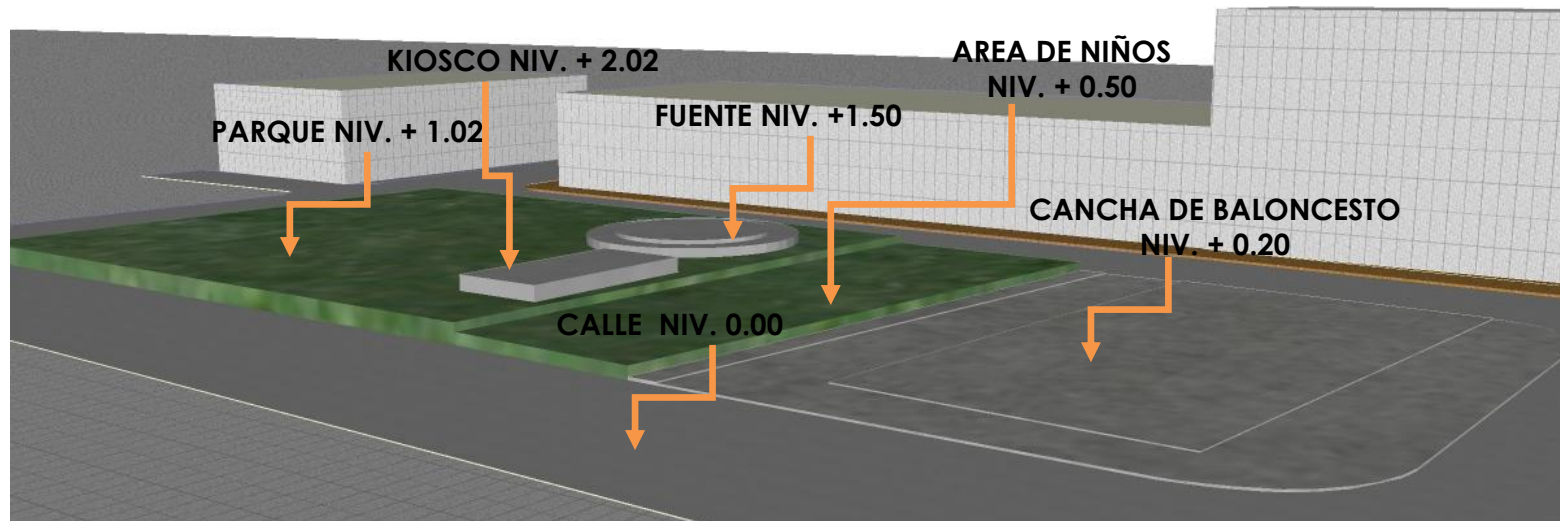 KIOSCO NIV. + 2.02
AREA DE NIÑOS
NIV. + 0.50
PARQUE NIV. + 1.02
FUENTE NIV. +1.50
CANCHA DE BALONCESTO
NIV. + 0.20
CALLE  NIV. 0.00